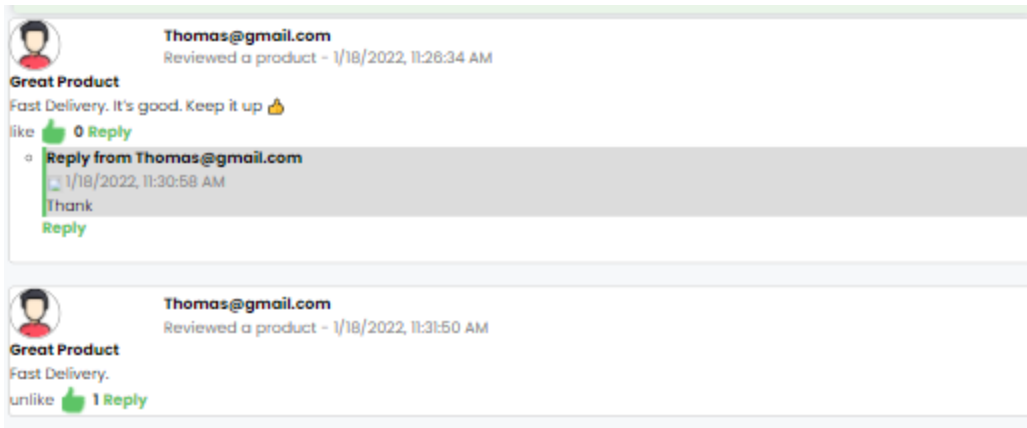 Thomas@gmail.com
Reviewed a product - 1/18/2022, 11:26:34 AM
Great Product
Fast Delivery. It's good. Keep it up 👍
like 0 Reply
Reply from Thomas@gmail.com
1/18/2022, 11:30:58 AM
Thank
Reply
Thomas@gmail.com
Reviewed a product - 1/18/2022, 11:31:50 AM
Great Product
Fast Delivery.
unlike 1 Reply